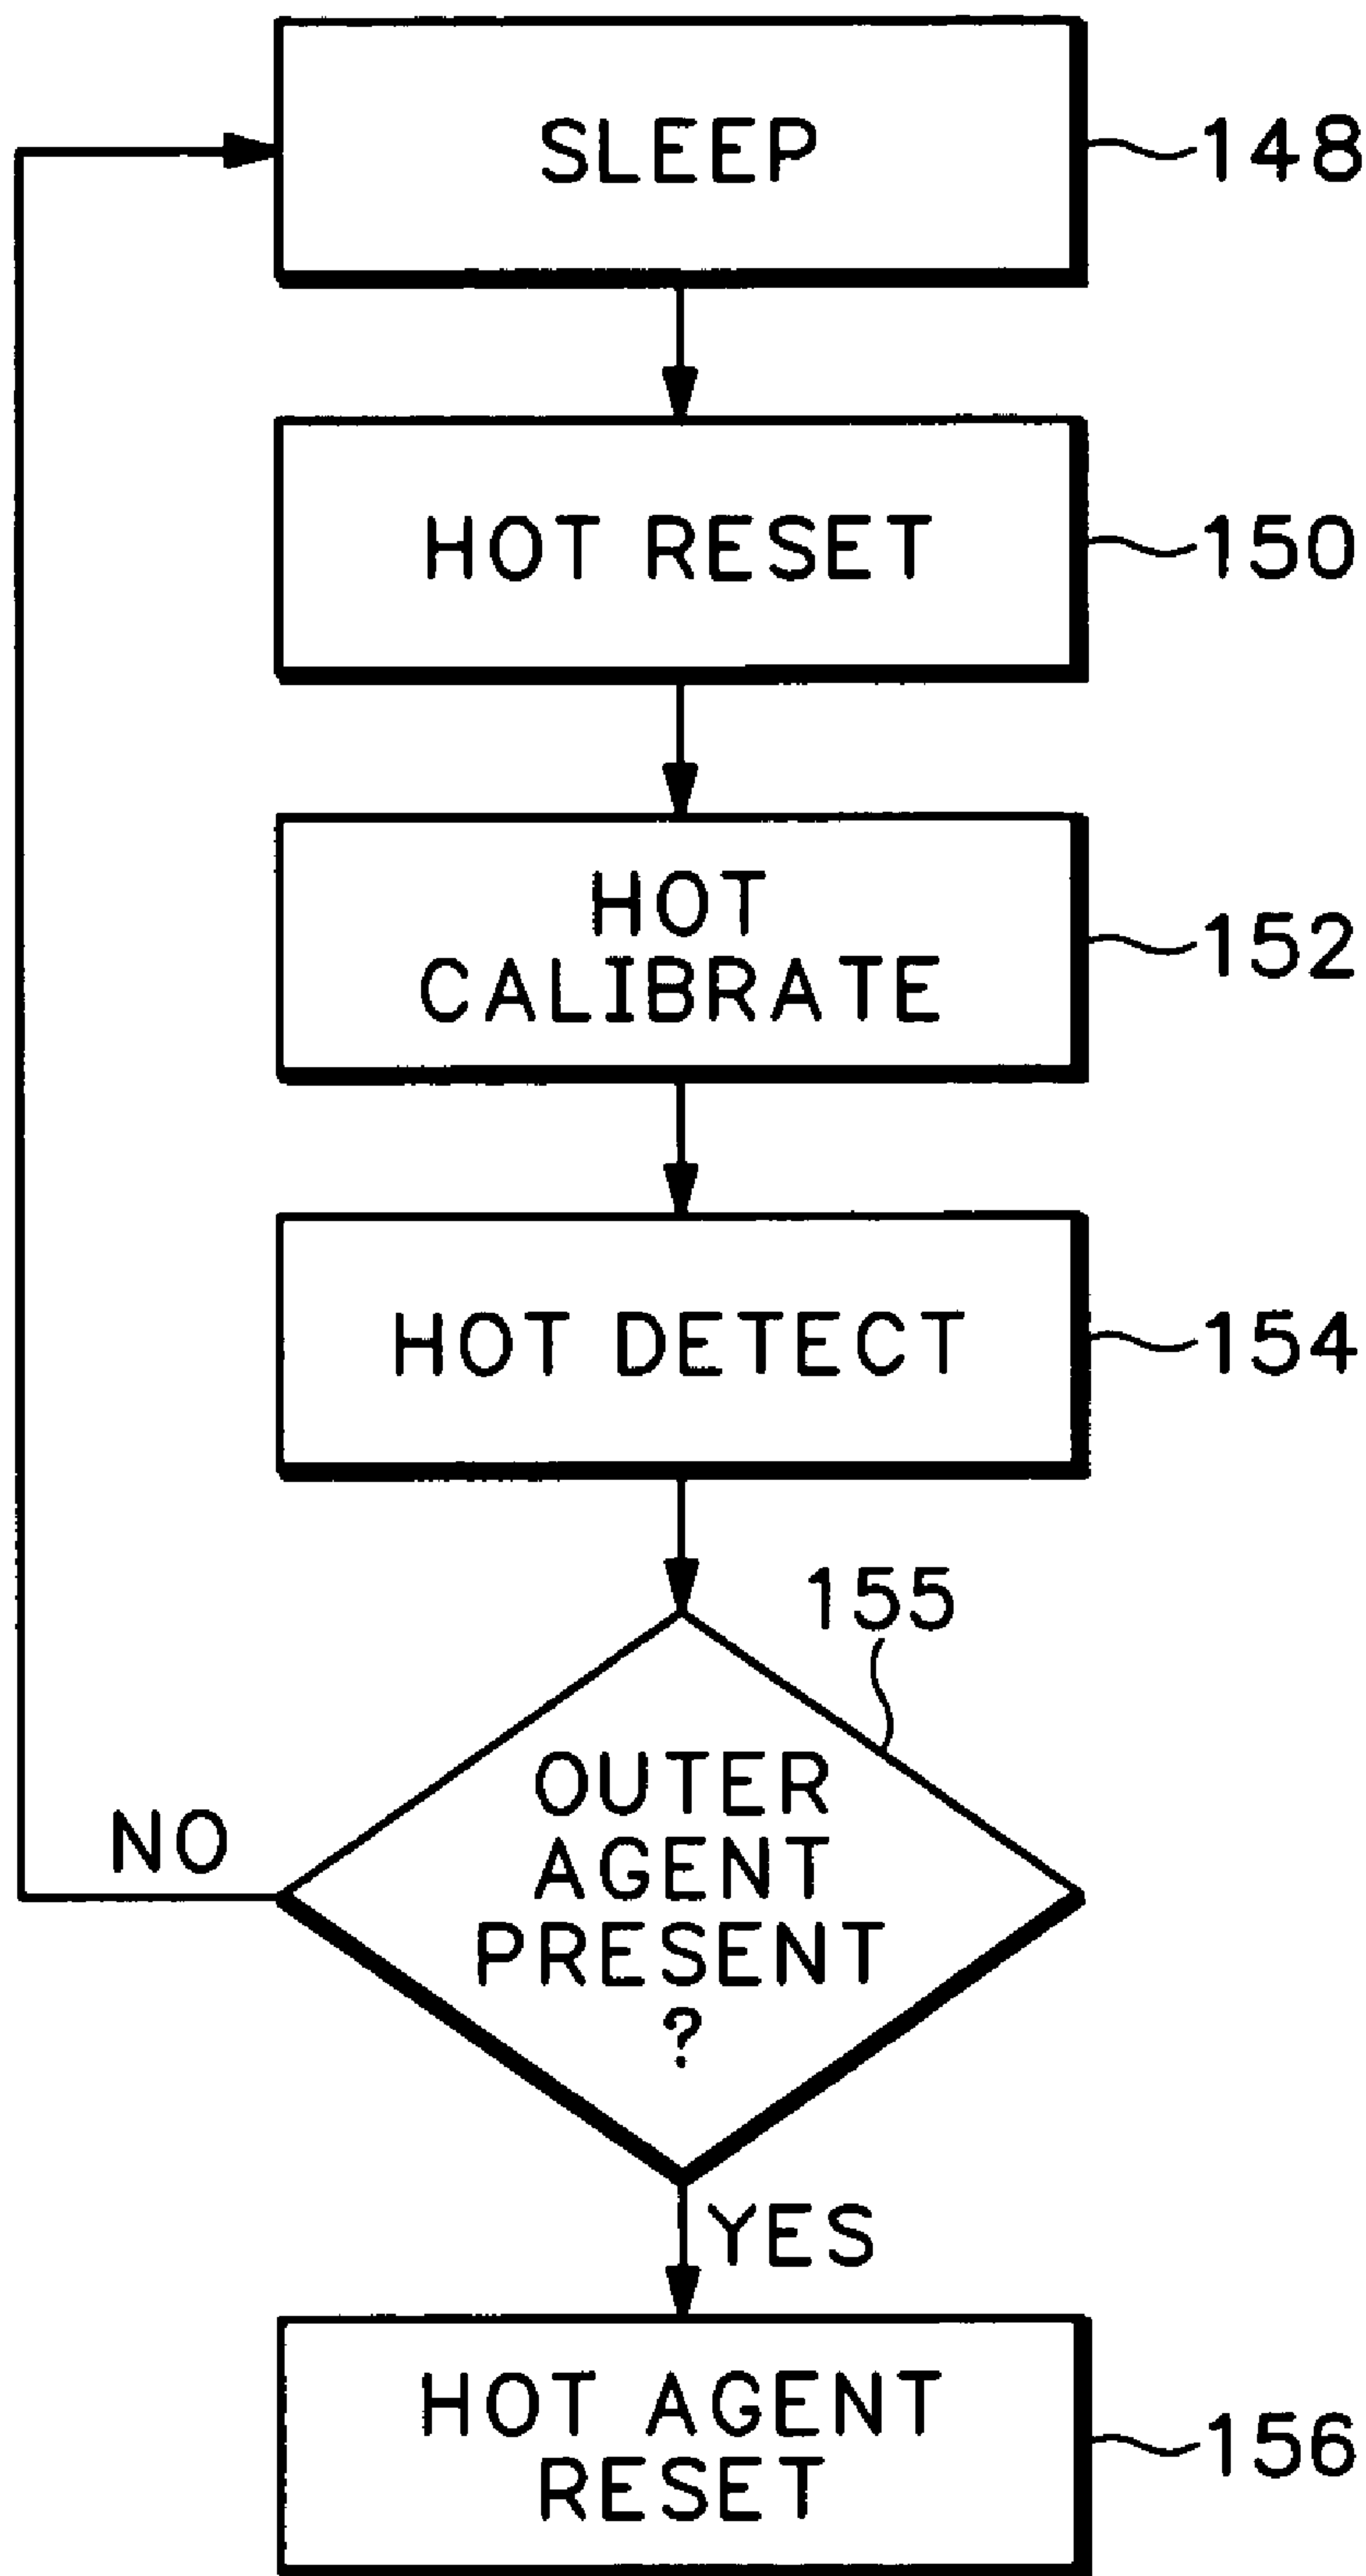 SLEEP
148
HOT RESET
150
HOT
CALIBRATE
152
HOT DETECT
154
155
OUTER
AGENT
PRESENT
?
NO
YES
HOT AGENT
RESET
156